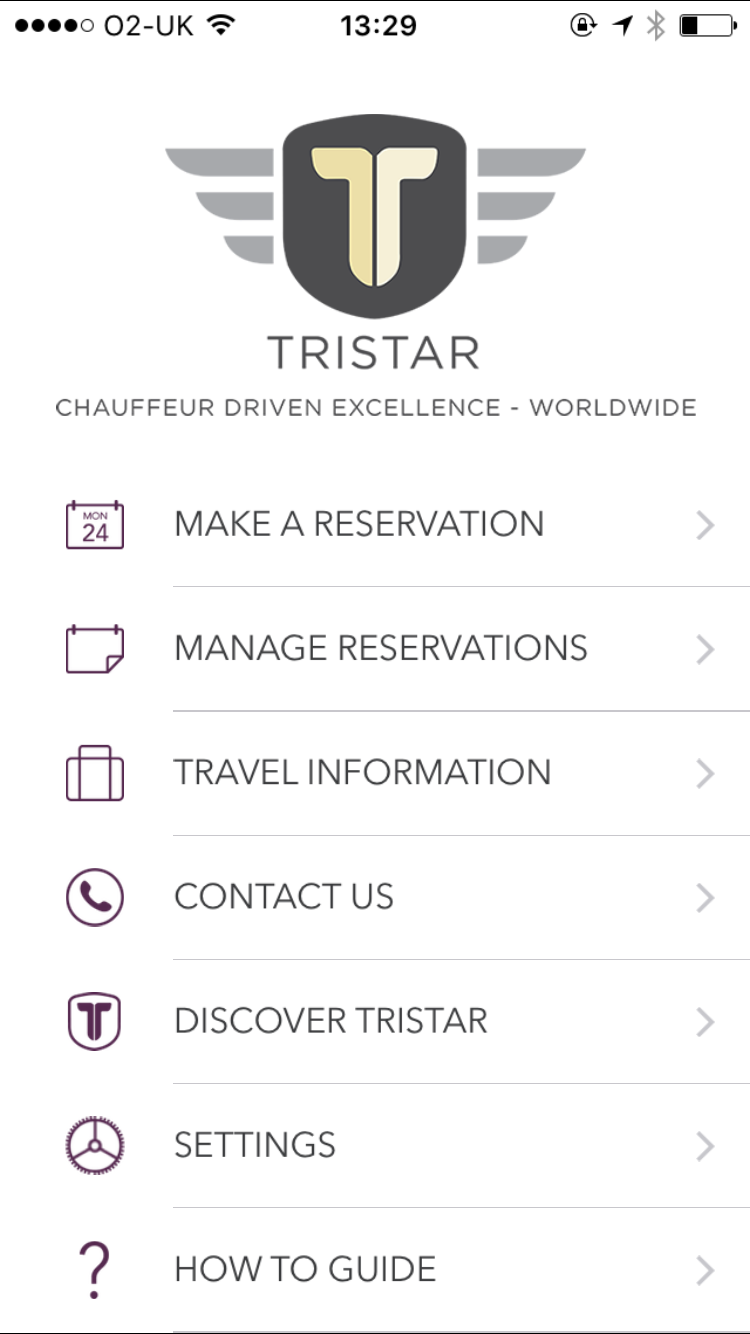 O2-UK 13:29
T
TRISTAR
CHAUFFEUR DRIVEN EXCELLENCE - WORLDWIDE
MON
24
MAKE A RESERVATION
MANAGE RESERVATIONS
TRAVEL INFORMATION
CONTACT US
T
DISCOVER TRISTAR
SETTINGS
? HOW TO GUIDE